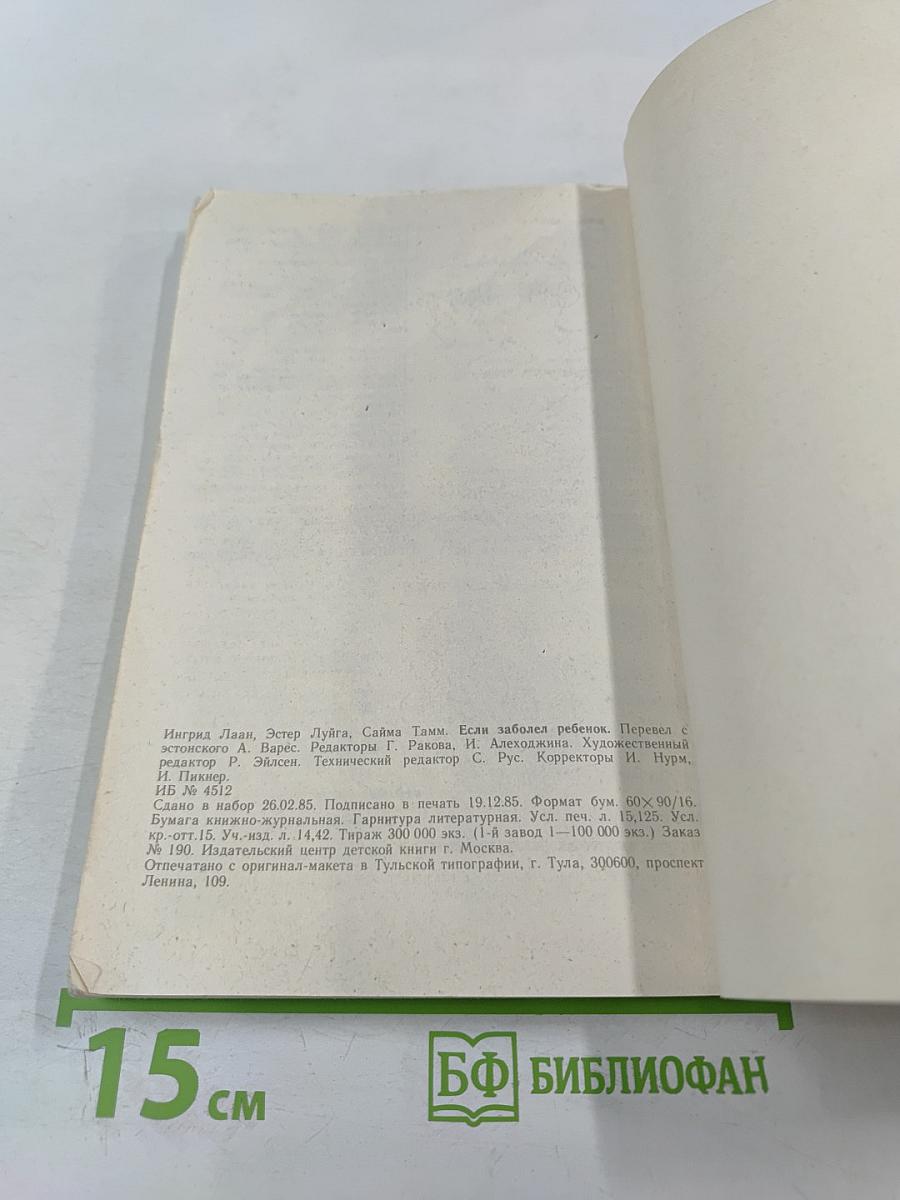 Ингрид Лаан, Эстер Луйга, Сайма Тамм. Если заболел ребенок. Перевел с
эстонского А. Варес. Редакторы Г. Ракова, И. Алеходжина. Художественный
редактор Р. Эйлсен. Технический редактор С. Рус. Корректоры И. Нурм,
И. Пикнер.
ИБ № 4512
Сдано в набор 26.02.85. Подписано в печать 19.12.85. Формат бум. 60×90/16.
Бумага книжно-журнальная. Гарнитура литературная. Усл. печ. л. 15,125. Усл.
кр.-отт.15. Уч.-изд. л. 14,42. Тираж 300 000 экз. (1-й завод 1—100 000 экз.) Заказ
№ 190. Издательский центр детской книги г. Москва.
Отпечатано с оригинал-макета в Тульской типографии, г. Тула, 300600, проспект
Ленина, 109.
15 см
БФ БИБЛИОФАН